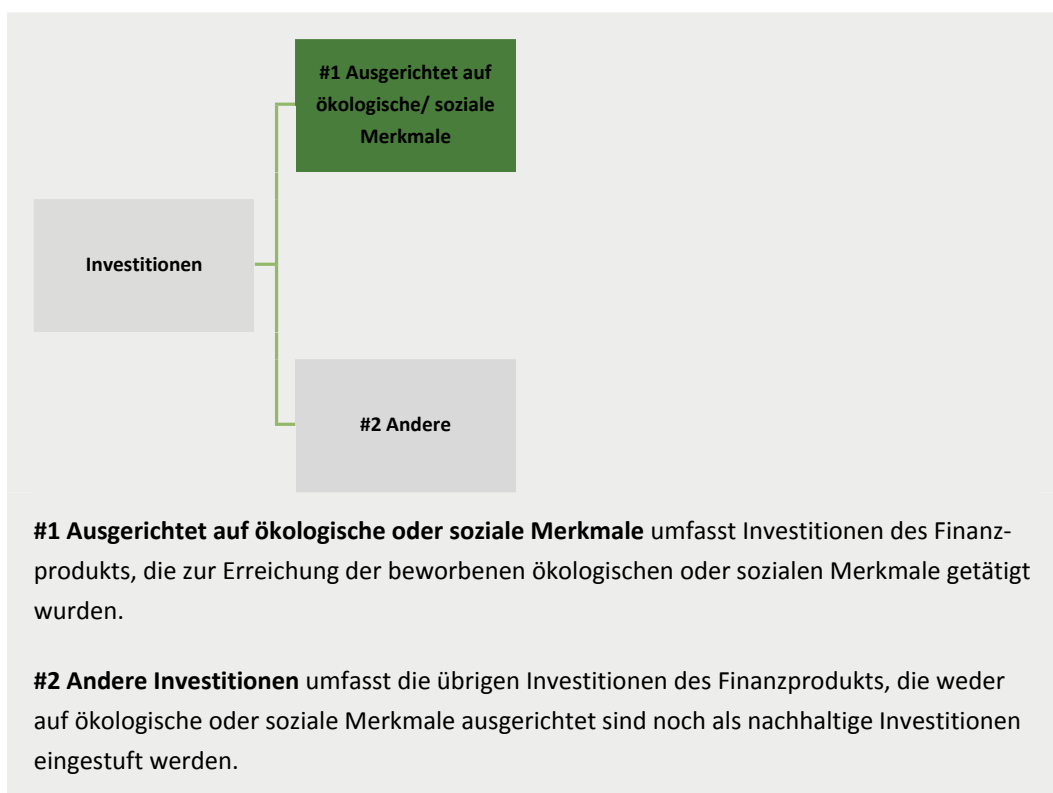 #1 Ausgerichtet auf
ökologische/ soziale
Merkmale
Investitionen
#2 Andere
#1 Ausgerichtet auf ökologische oder soziale Merkmale umfasst Investitionen des Finanz-
produkts, die zur Erreichung der beworbenen ökologischen oder sozialen Merkmale getätigt
wurden.
#2 Andere Investitionen umfasst die übrigen Investitionen des Finanzprodukts, die weder
auf ökologische oder soziale Merkmale ausgerichtet sind noch als nachhaltige Investitionen
eingestuft werden.